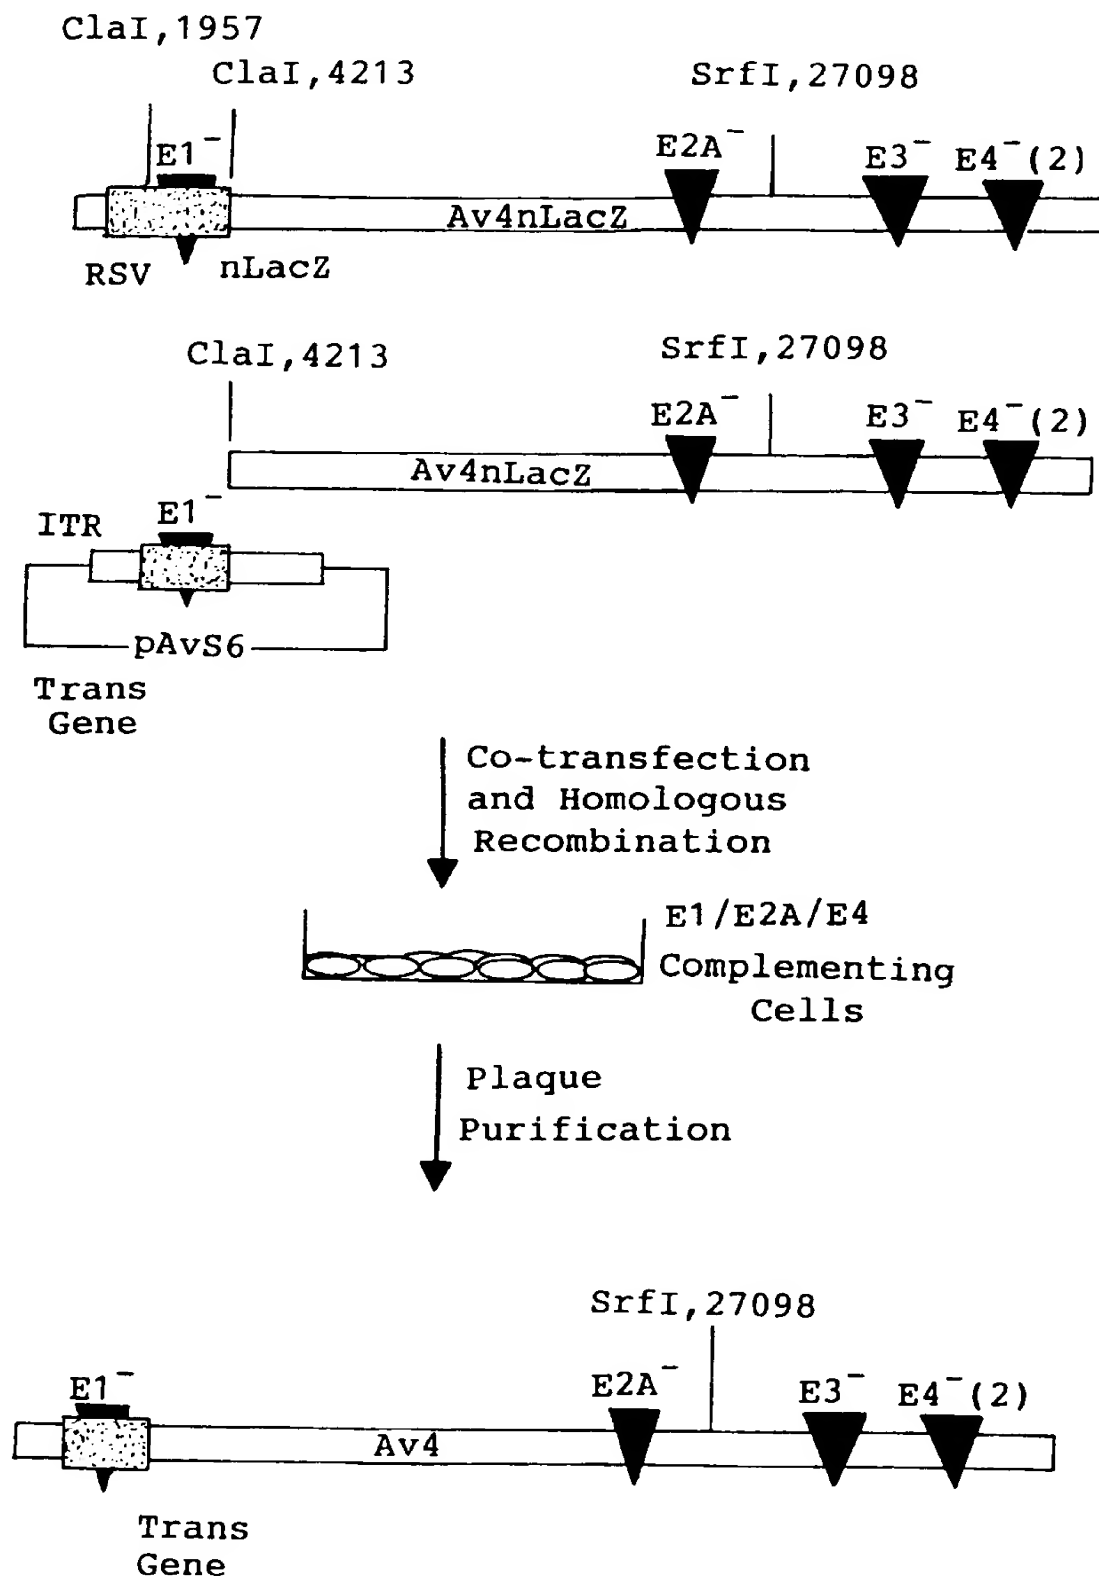 ClaI,1957
ClaI,4213
SrfI,27098
E1⁻
E2A⁻
E3⁻
E4⁻(2)
Av4nLacZ
RSV
nLacZ
ClaI,4213
SrfI,27098
E2A⁻
E3⁻
E4⁻(2)
Av4nLacZ
ITR
E1⁻
pAvS6
Trans
Gene
Co-transfection
and Homologous
Recombination
E1/E2A/E4
Complementing
Cells
Plaque
Purification
SrfI,27098
E1⁻
E2A⁻
E3⁻
E4⁻(2)
Av4
Trans
Gene